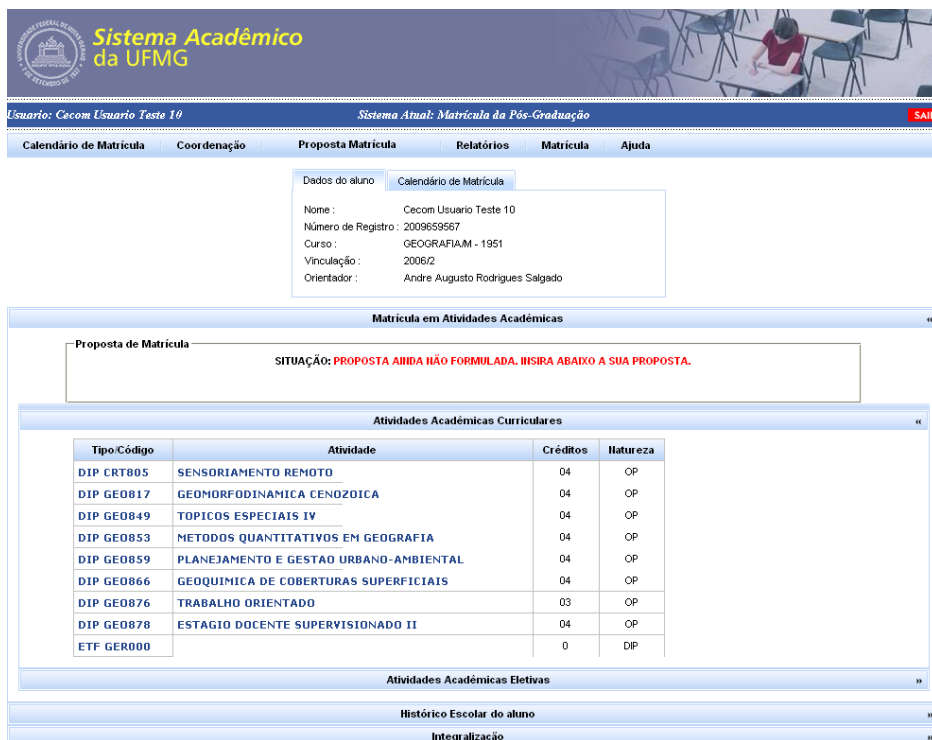 Sistema Acadêmico
da UFMG
Usuario: Cecom Usuario Teste 10 Sistema Atual: Matrícula da Pós-Graduação SAI
Calendário de Matrícula Coordenação Proposta Matrícula Relatórios Matrícula Ajuda
Dados do aluno Calendário de Matrícula
Nome : Cecom Usuario Teste 10
Número de Registro : 2009659567
Curso : GEOGRAFIA/M - 1951
Vinculação : 2006/2
Orientador : Andre Augusto Rodrigues Salgado
Matrícula em Atividades Acadêmicas «
Proposta de Matrícula
SITUAÇÃO: PROPOSTA AINDA NÃO FORMULADA. INSIRA ABAIXO A SUA PROPOSTA.
Atividades Acadêmicas Curriculares «
Tipo/Código Atividade Créditos Natureza
DIP CRT805 SENSORIAMENTO REMOTO 04 OP
DIP GEO817 GEOMORFODINAMICA CENOZOICA 04 OP
DIP GEO849 TOPICOS ESPECIAIS IV 04 OP
DIP GEO853 METODOS QUANTITATIVOS EM GEOGRAFIA 04 OP
DIP GEO859 PLANEJAMENTO E GESTAO URBANO-AMBIENTAL 04 OP
DIP GEO866 GEOQUIMICA DE COBERTURAS SUPERFICIAIS 04 OP
DIP GEO876 TRABALHO ORIENTADO 03 OP
DIP GEO878 ESTAGIO DOCENTE SUPERVISIONADO II 04 OP
ETF GER000 0 DIP
Atividades Acadêmicas Eletivas »
Histórico Escolar do aluno »
Integralização »